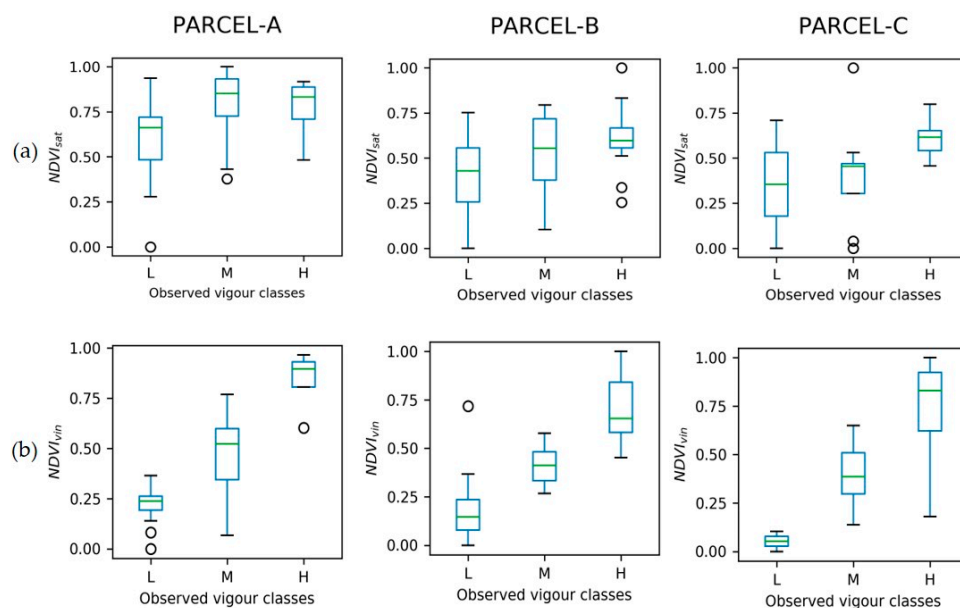 PARCEL-A PARCEL-B PARCEL-C
(a)
NDVIsat
1.00
0.75
0.50
0.25
0.00
L M H
Observed vigour classes
NDVIsat
1.00
0.75
0.50
0.25
0.00
L M H
Observed vigour classes
NDVIsat
1.00
0.75
0.50
0.25
0.00
L M H
Observed vigour classes
(b)
NDVIvin
1.00
0.75
0.50
0.25
0.00
L M H
Observed vigour classes
NDVIvin
1.00
0.75
0.50
0.25
0.00
L M H
Observed vigour classes
NDVIvin
1.00
0.75
0.50
0.25
0.00
L M H
Observed vigour classes